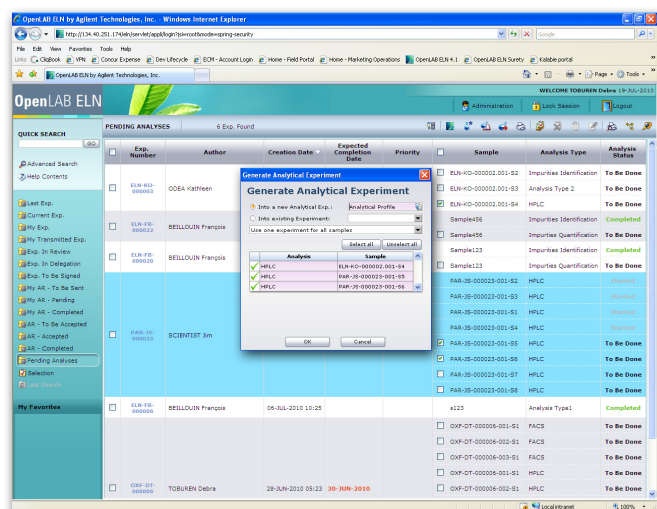 OpenLAB ELN by Agilent Technologies, Inc. - Windows Internet Explorer
http://134.40.251.174/eln/servlet/appli/login?jsi=root&node=spring-security
Google
File Edit View Favorites Tools Help
Links ClipBook VPN Concur Expense Dev Lifecycle ECM - Account Login Home - Field Portal Home - Marketing Operations OpenLAB ELN 4.1 OpenLAB ELN Surety Kalabie portal
OpenLAB ELN by Agilent Technologies, Inc.
Page Tools
WELCOME TOBUREN Debra 19-JUL-2010
OpenLAB ELN
Administration Lock Session Logout
QUICK SEARCH
GO
Advanced Search
Help Contents
Last Exp.
Current Exp.
My Exp.
My Transmitted Exp.
Exp. In Review
Exp. In Delegation
Exp. To Be Signed
My AR - To Be Sent
My AR - Pending
My AR - Completed
AR - To Be Accepted
AR - Accepted
AR - Completed
Pending Analyses
Selection
Last Search
My Favorites
PENDING ANALYSES 6 Exp. Found
Exp. Number Author Creation Date Expected Completion Date Priority Sample Analysis Type Analysis Status
ELN-KO-000003 ODEA Kathleen
ELN-KO-000002.001-S2 Impurities Identification To Be Done
ELN-KO-000002.001-S3 Analysis Type 2 To Be Done
ELN-KO-000002.001-S4 HPLC To Be Done
ELN-FB-000022 BEILLOUIN François
Sample456 Impurities Identification Completed
Sample456 Impurties Quantification To Be Done
ELN-FB-000020 BEILLOUIN François
Sample123 Impurities Identification Completed
Sample123 Impurties Quantification To Be Done
PAR-JS-000023 SCIENTIST Jim
PAR-JS-000023-001-S2 HPLC Started
PAR-JS-000023-001-S3 HPLC Started
PAR-JS-000023-001-S1 HPLC Started
PAR-JS-000023-001-S4 HPLC Started
PAR-JS-000023-001-S5 HPLC To Be Done
PAR-JS-000023-001-S6 HPLC To Be Done
PAR-JS-000023-001-S7 HPLC To Be Done
PAR-JS-000023-001-S8 HPLC To Be Done
ELN-FB-000006 BEILLOUIN François 06-JUL-2010 10:25 s123 Analysis Type1 Completed
OXF-DT-000006-001-S1 FACS To Be Done
OXF-DT-000006-002-S1 FACS To Be Done
OXF-DT-000006-003-S1 FACS To Be Done
OXF-DT-000006-001-S1 HPLC To Be Done
OXF-DT-000006 TOBUREN Debra 28-JUN-2010 05:23 30-JUN-2010 OXF-DT-000006-002-S1 HPLC To Be Done
Generate Analytical Experiment
Generate Analytical Experiment
Into a new Analytical Exp.: Analytical Profile
Into existing Experiment:
Use one experiment for all samples
Select all Unselect all
Analysis Sample
HPLC ELN-KO-000002.001-S4
HPLC PAR-JS-000023-001-S5
HPLC PAR-JS-000023-001-S6
OK Cancel
Local intranet 100%